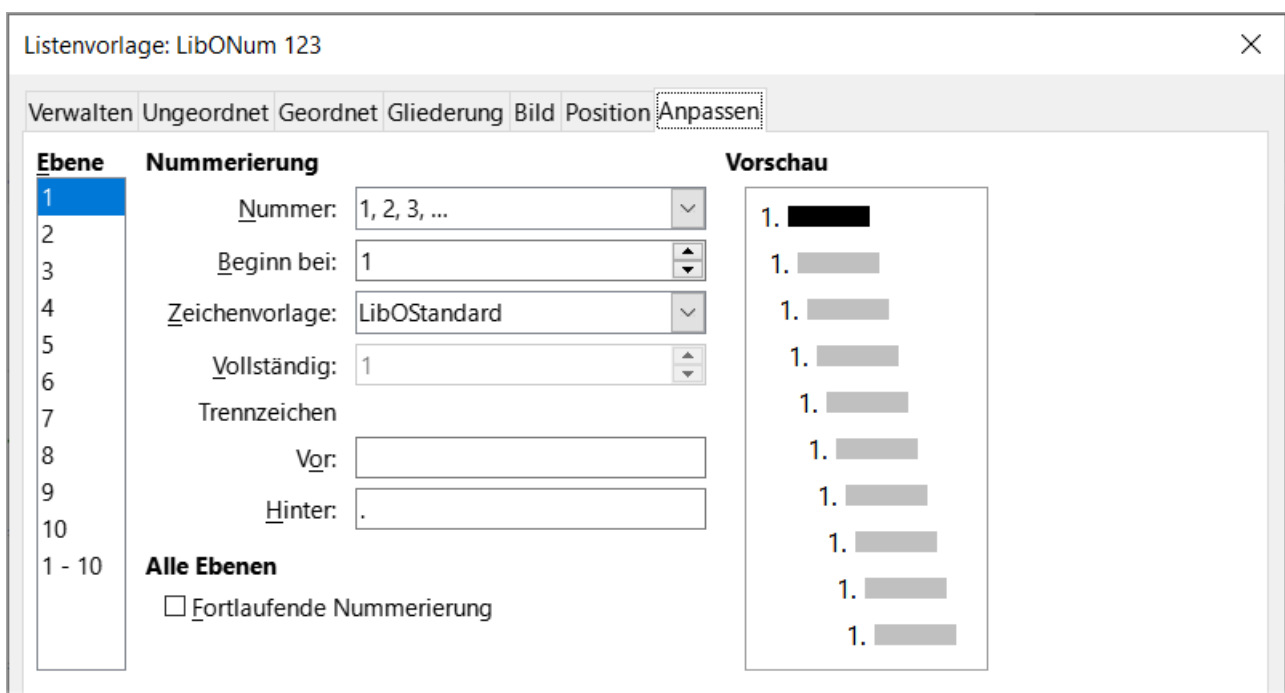 Listenvorlage: LibONum 123
Verwalten Ungeordnet Geordnet Gliederung Bild Position Anpassen
Ebene
1
2
3
4
5
6
7
8
9
10
1 - 10
Nummerierung
Nummer: 1, 2, 3, ...
Beginn bei: 1
Zeichenvorlage: LibOStandard
Vollständig: 1
Trennzeichen
Vor:
Hinter: .
Alle Ebenen
Fortlaufende Nummerierung
Vorschau
1.
1.
1.
1.
1.
1.
1.
1.
1.
1.